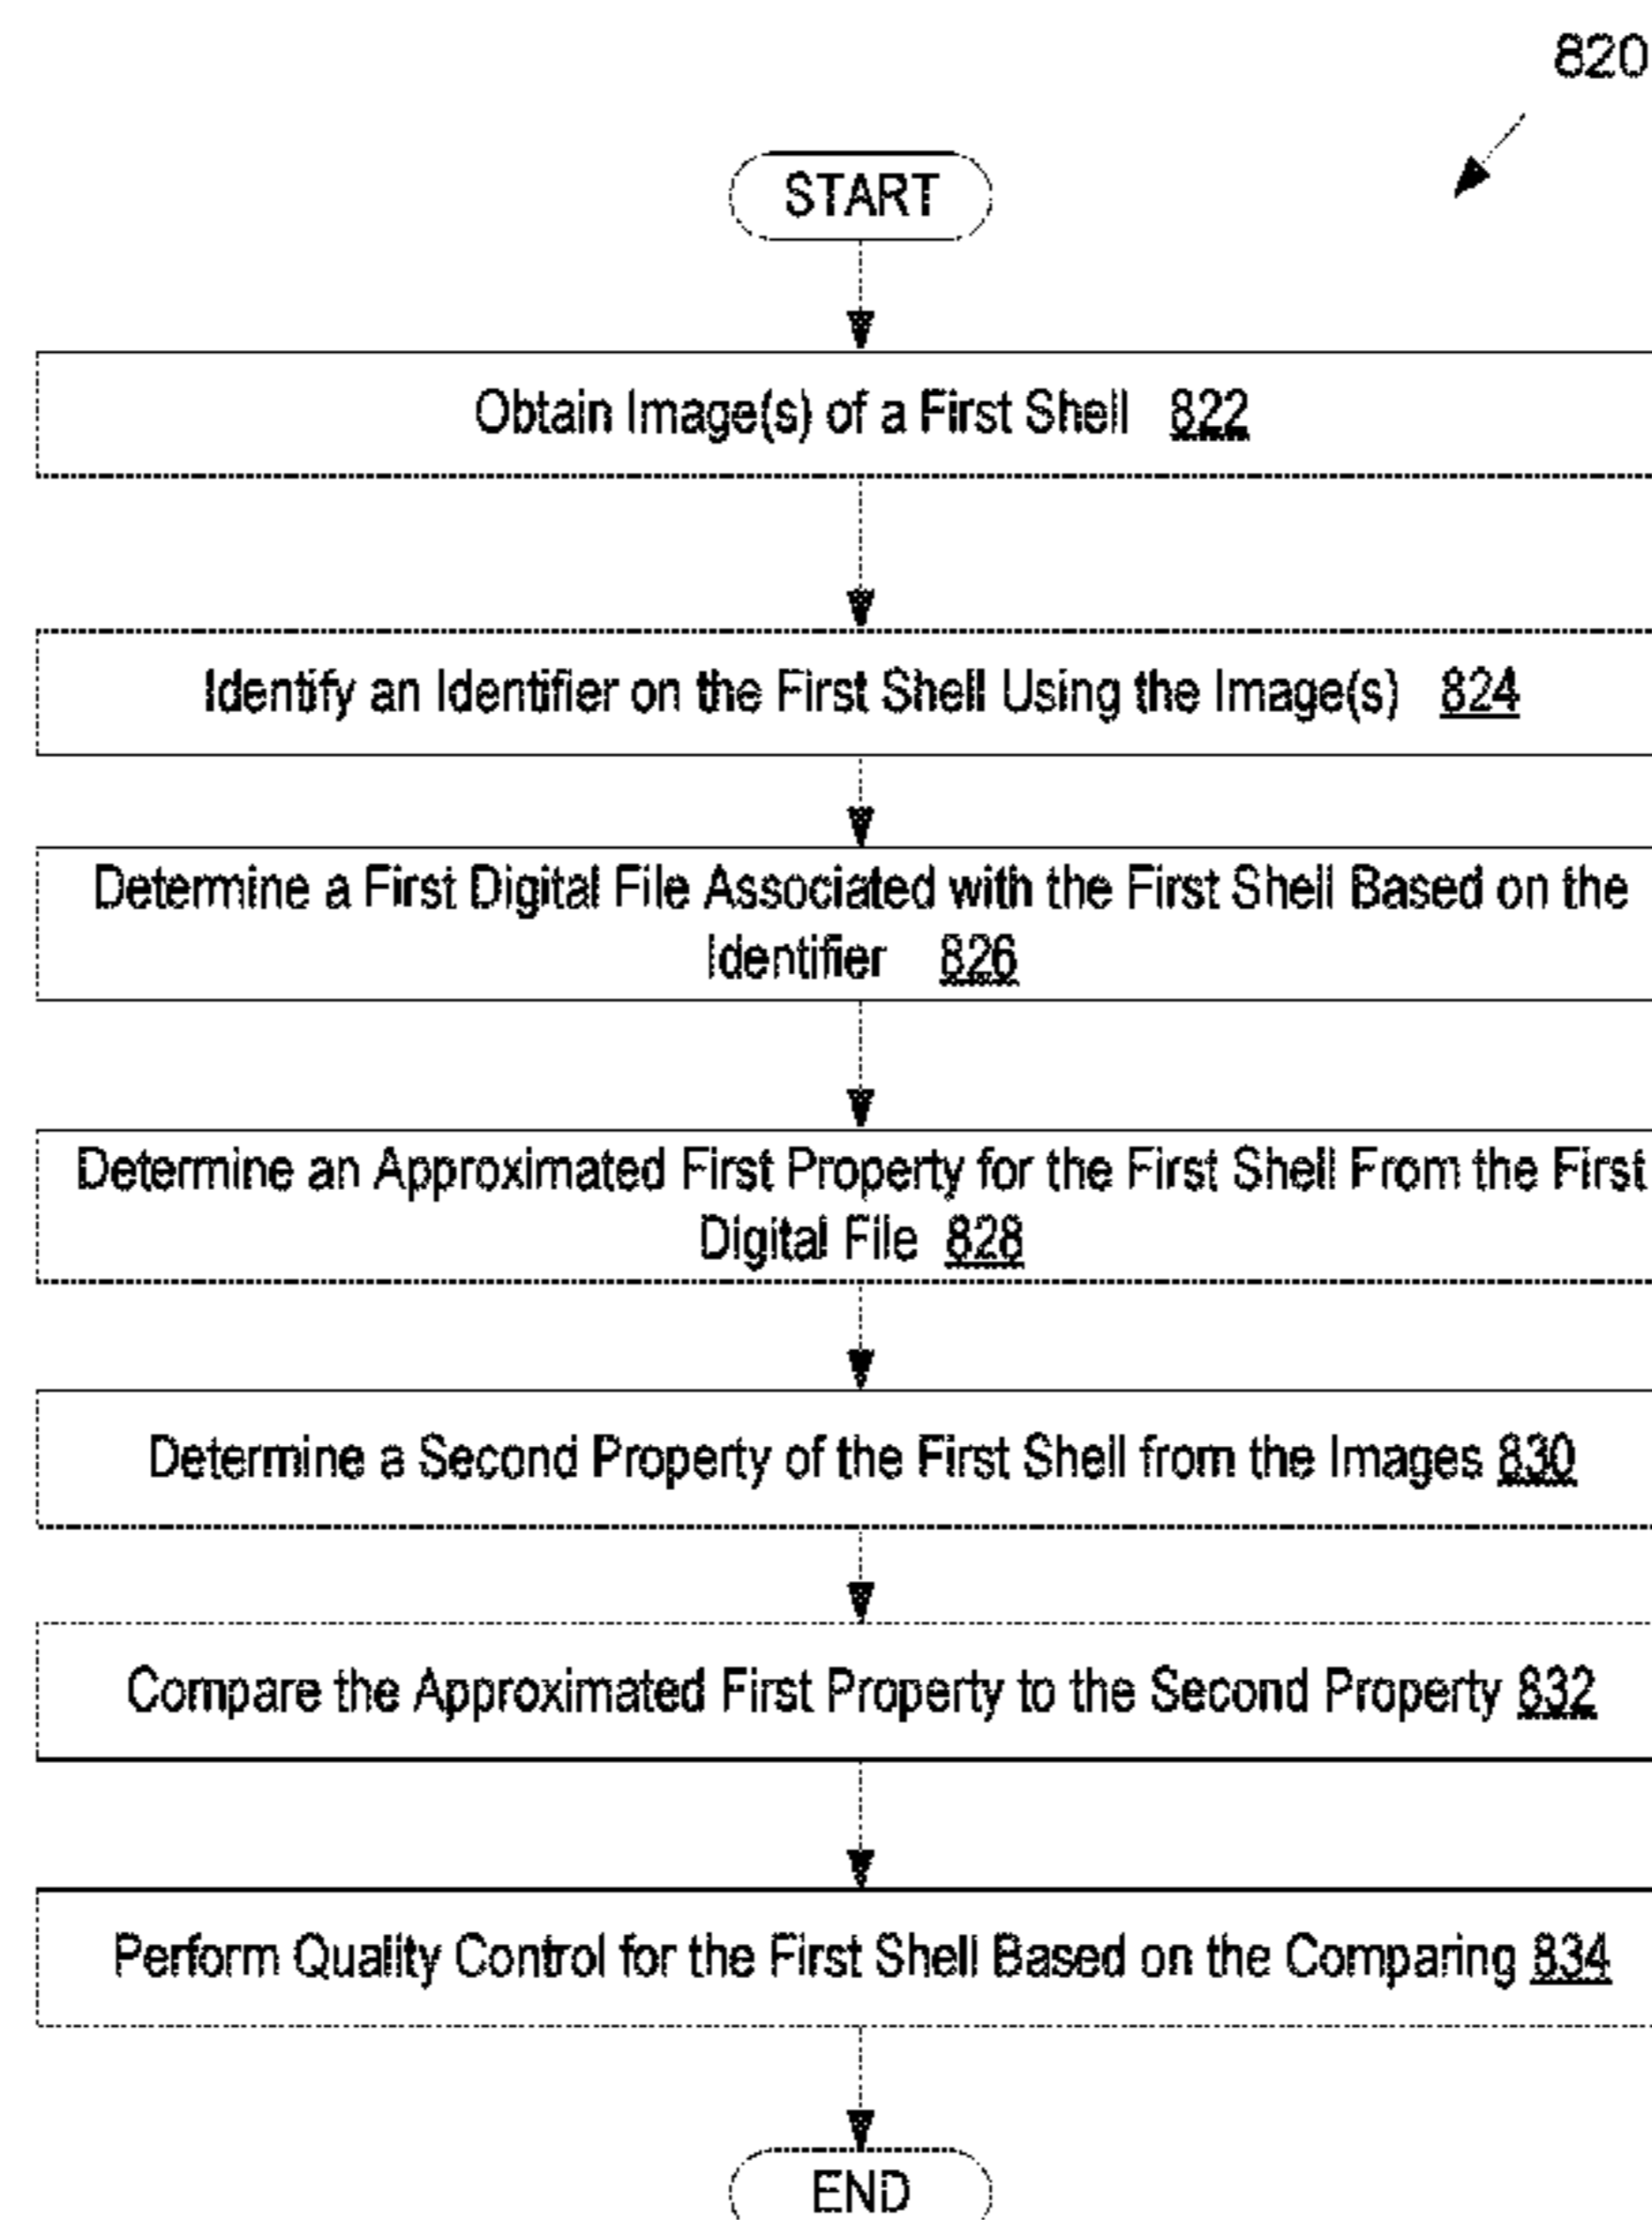 820
START
Obtain Image(s) of a First Shell 822
Identify an Identifier on the First Shell Using the Image(s) 824
Determine a First Digital File Associated with the First Shell Based on the
Identifier 826
Determine an Approximated First Property for the First Shell From the First
Digital File 828
Determine a Second Property of the First Shell from the Images 830
Compare the Approximated First Property to the Second Property 832
Perform Quality Control for the First Shell Based on the Comparing 834
END